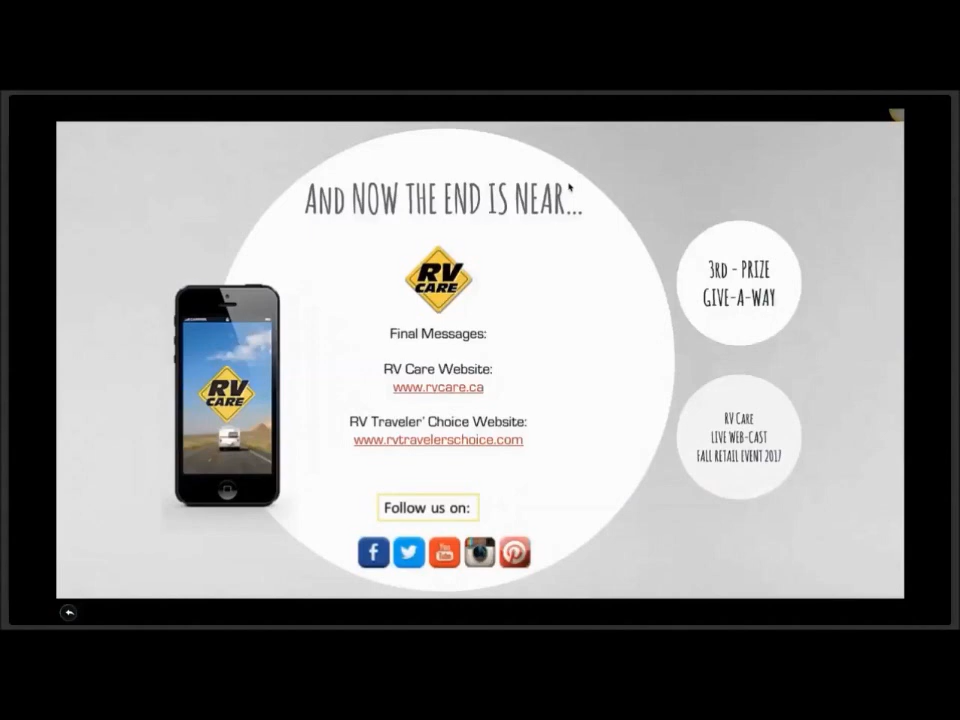 And NOW THE END IS NEAR...
RV
CARE
Final Messages:
RV Care Website:
www.rvcare.ca
RV Traveler' Choice Website:
www.rvtravelerschoice.com
Follow us on:
You
Tube
RV
CARE
3RD - PRIZE
GIVE-A-WAY
RV CARE
LIVE WEB-CAST
FALL RETAIL EVENT 2017